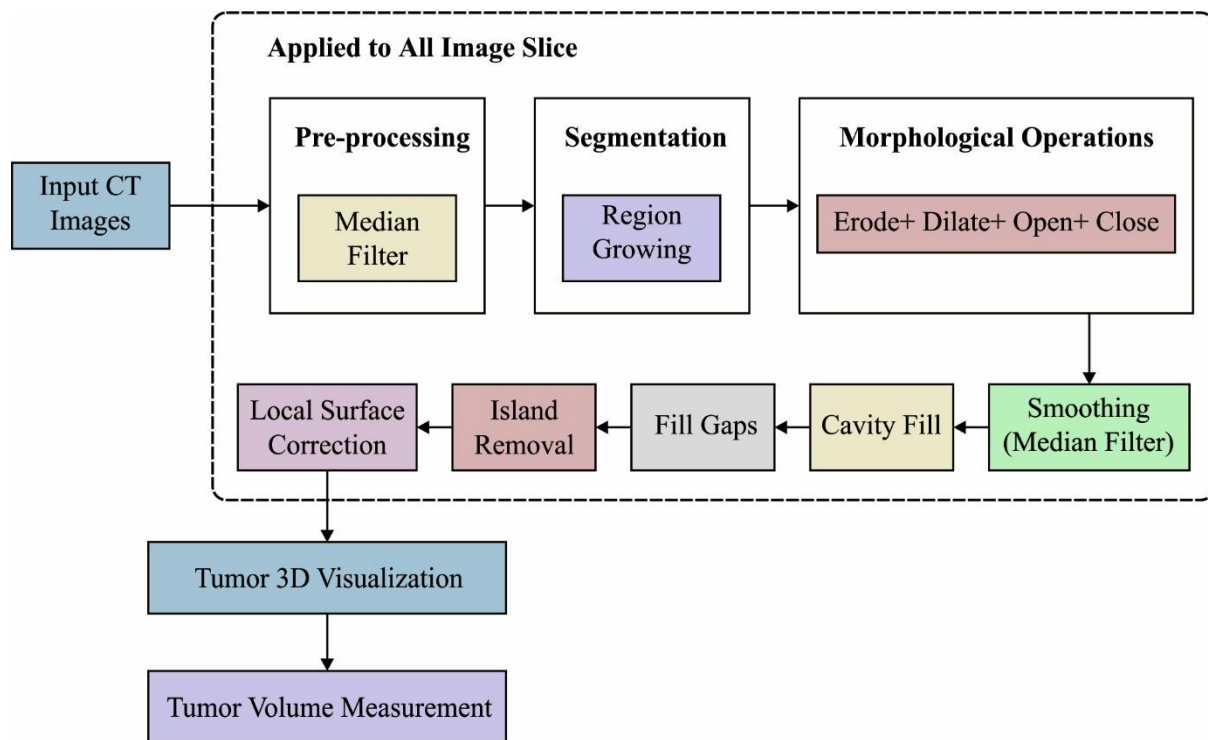 Applied to All Image Slice
Input CT
Images
Pre-processing
Median
Filter
Segmentation
Region
Growing
Morphological Operations
Erode+ Dilate+ Open+ Close
Smoothing
(Median Filter)
Cavity Fill
Fill Gaps
Island
Removal
Local Surface
Correction
Tumor 3D Visualization
Tumor Volume Measurement